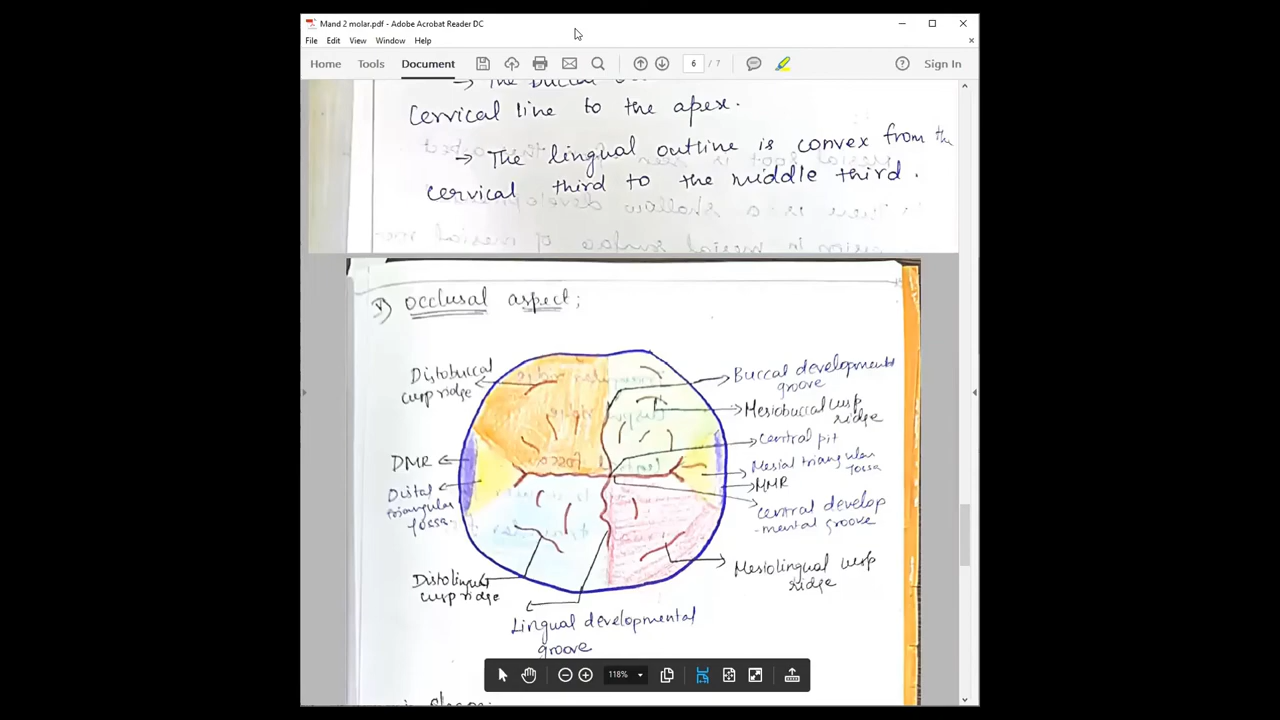 Mand 2 molar.pdf - Adobe Acrobat Reader DC
File Edit View Window Help
Home Tools Document 6 / 7 Sign In
→ The buccal
Cervical line to the apex.
→ The lingual outline is convex from the
cervical third to the middle third.
V) Occlusal aspect;
Distobuccal
cusp ridge
DMR
Distal
triangular
fossa.
Distolingual
cusp ridge
Lingual developmental
groove
Buccal developmental
groove
Mesiobuccal cusp
ridge
Central pit
Mesial triangular
fossa
MMR
Central develop
-mental groove
Mesiolingual cusp
ridge
118%